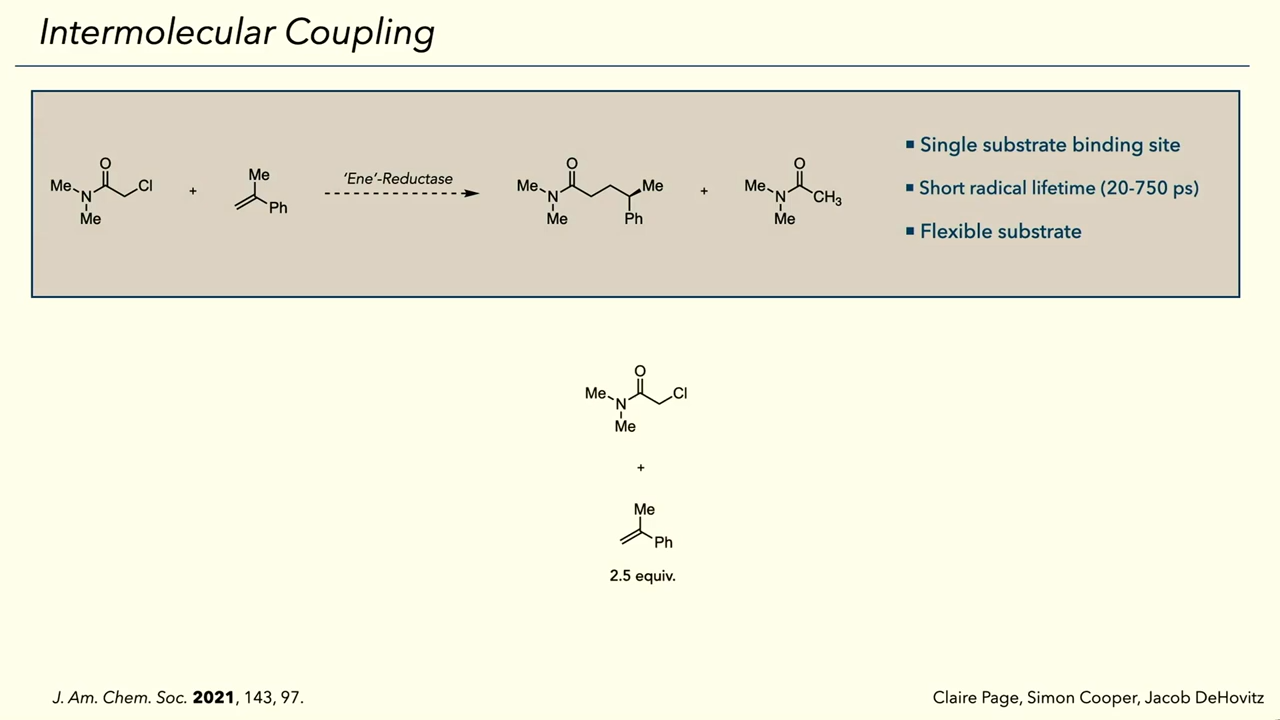 Intermolecular Coupling
O
Me
N
Cl
Me
+
Me
Ph
'Ene'-Reductase
O
Me
N
Me
Me
Ph
+
O
Me
N
CH₃
Me
▪ Single substrate binding site
▪ Short radical lifetime (20-750 ps)
▪ Flexible substrate
O
Me
N
Cl
Me
+
Me
Ph
2.5 equiv.
J. Am. Chem. Soc. 2021, 143, 97.
Claire Page, Simon Cooper, Jacob DeHovitz